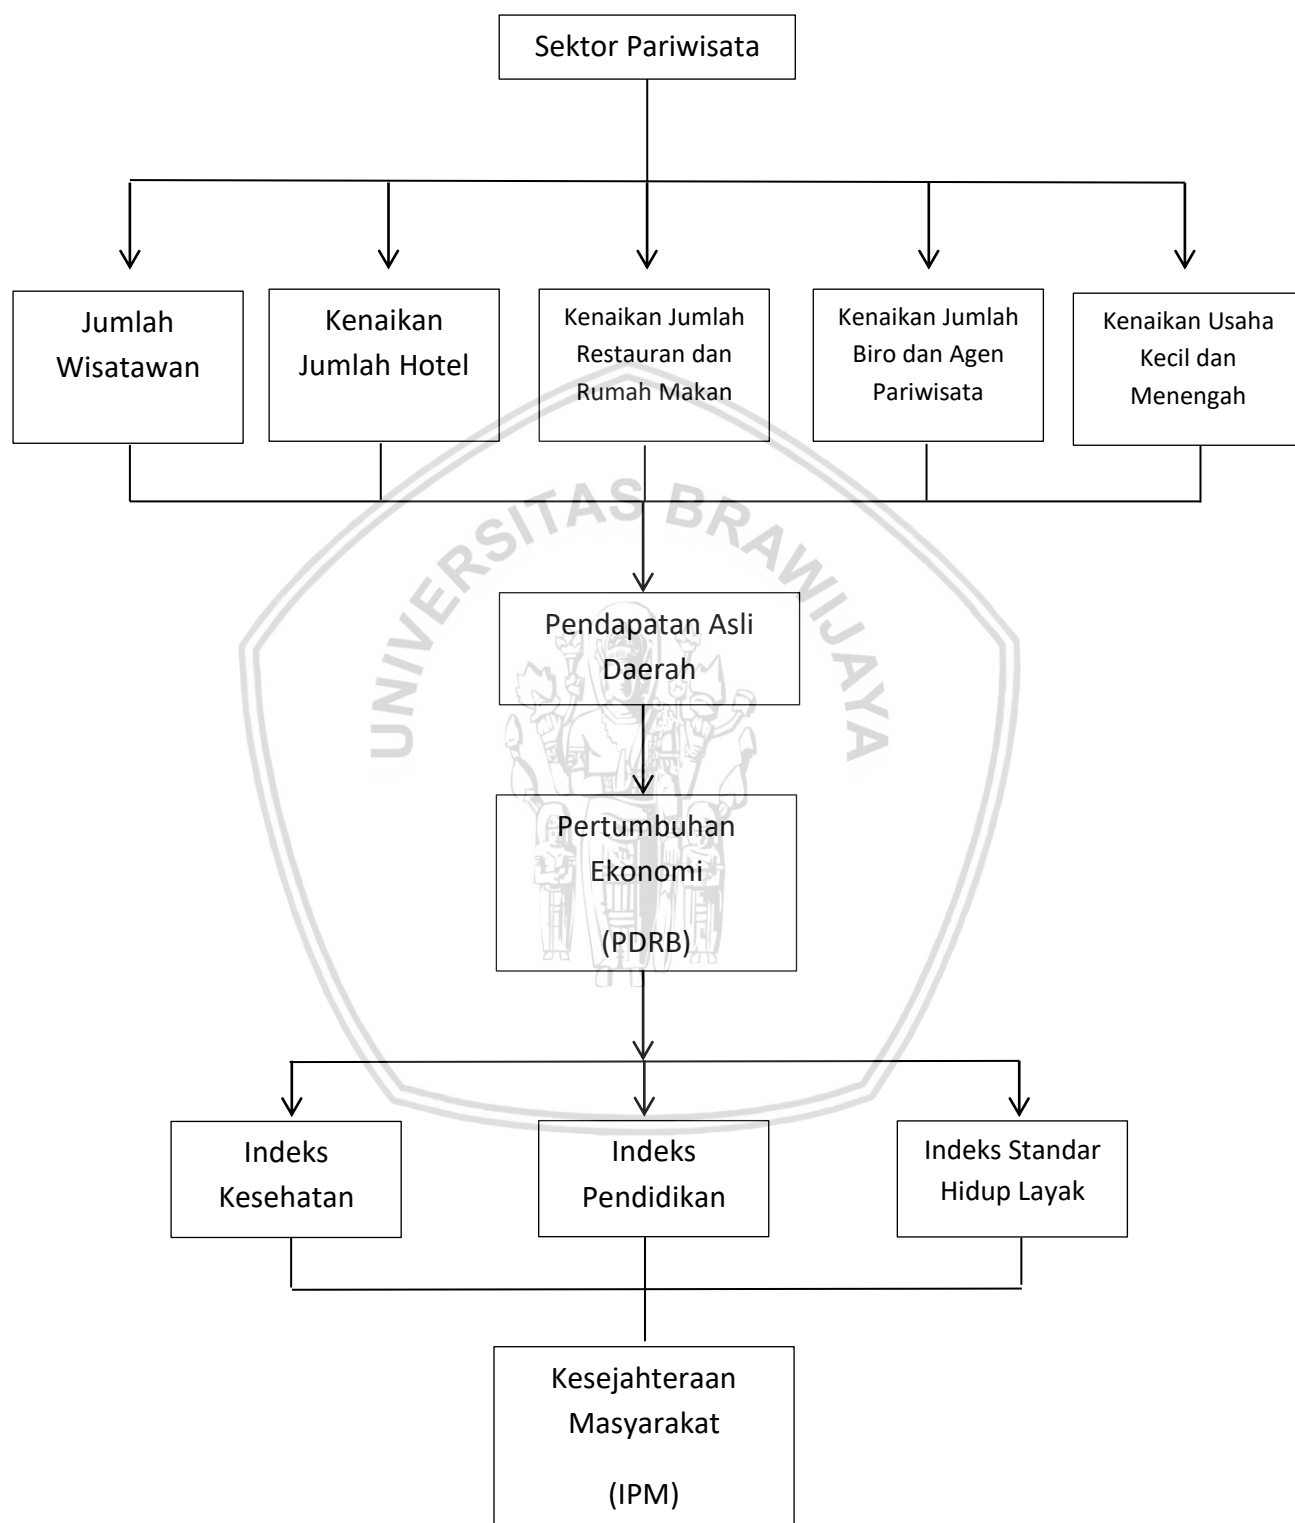 Sektor Pariwisata
Jumlah
Wisatawan
Kenaikan
Jumlah Hotel
Kenaikan Jumlah
Restauran dan
Rumah Makan
Kenaikan Jumlah
Biro dan Agen
Pariwisata
Kenaikan Usaha
Kecil dan
Menengah
UNIVERSITAS BRAWIJAYA
Pendapatan Asli
Daerah
Pertumbuhan
Ekonomi
(PDRB)
Indeks
Kesehatan
Indeks
Pendidikan
Indeks Standar
Hidup Layak
Kesejahteraan
Masyarakat
(IPM)